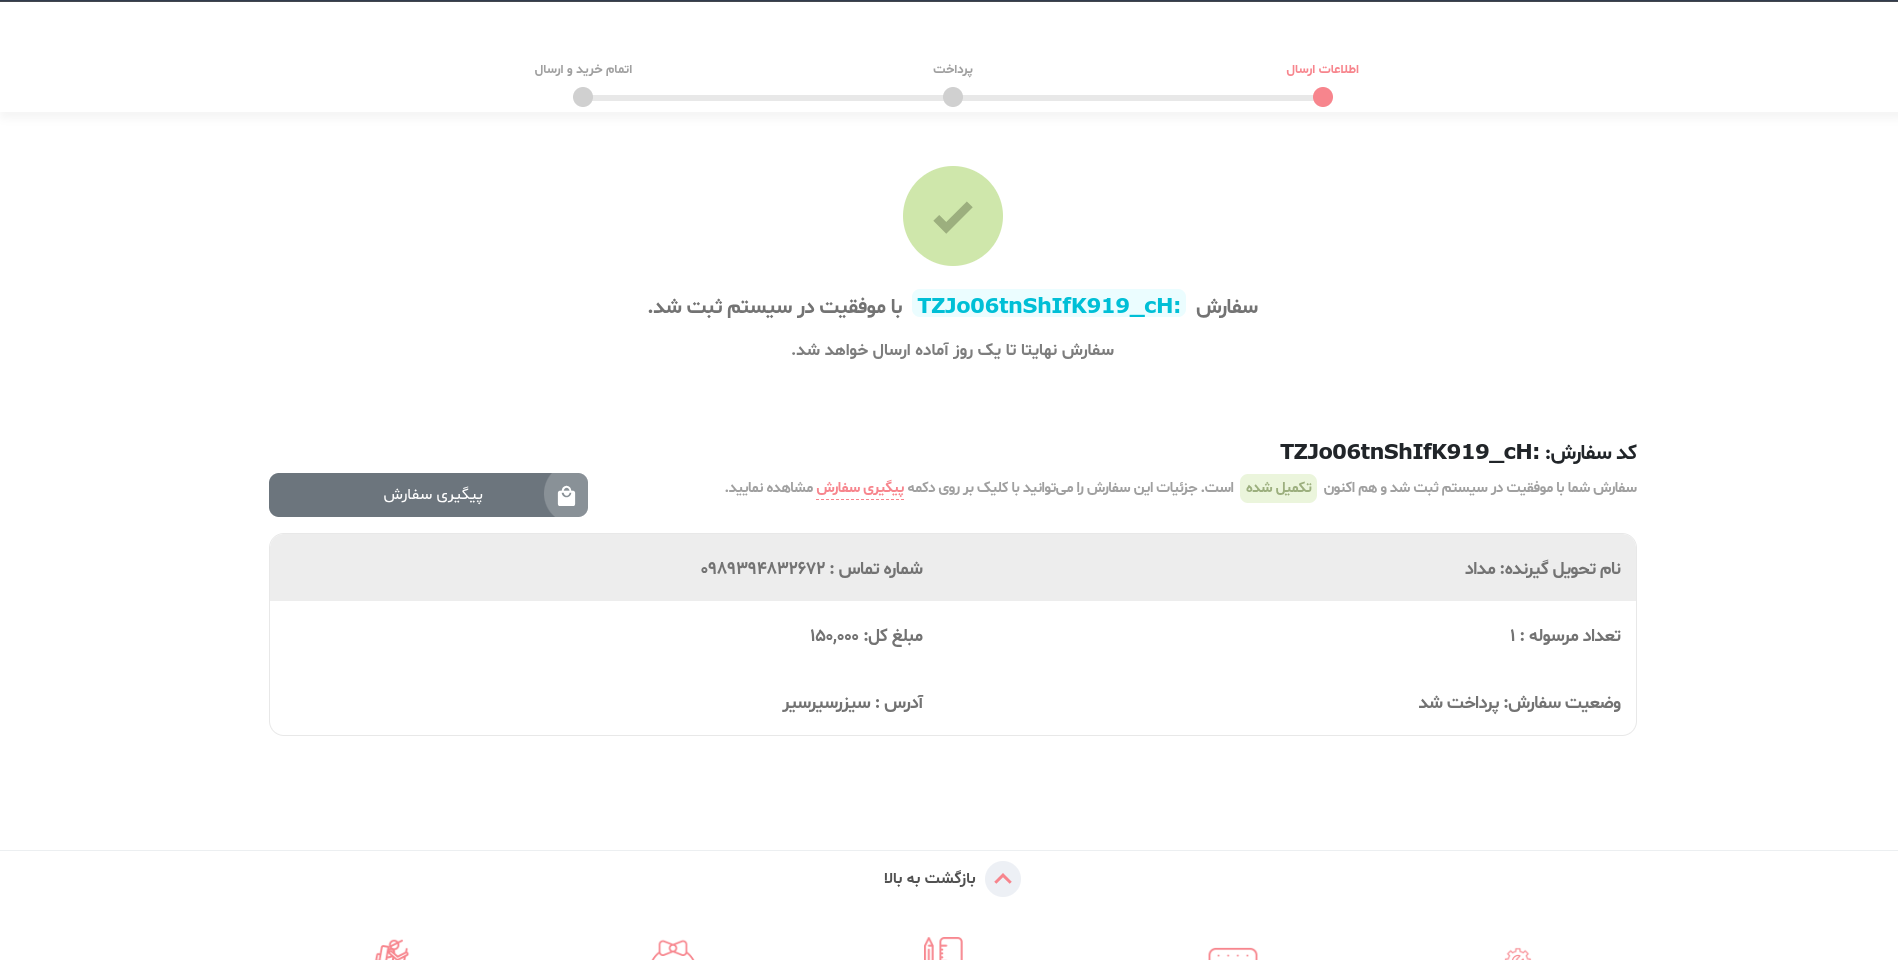 اطلاعات ارسال
پرداخت
اتمام خرید و ارسال
سفارش TZJo06tnShIfK919_cH: با موفقیت در سیستم ثبت شد.
سفارش نهایتا تا یک روز آماده ارسال خواهد شد.
کد سفارش: TZJo06tnShIfK919_cH:
سفارش شما با موفقیت در سیستم ثبت شد و هم اکنون تکمیل شده است. جزئیات این سفارش را می‌توانید با کلیک بر روی دکمه پیگیری سفارش مشاهده نمایید.
پیگیری سفارش
نام تحویل گیرنده: مداد
شماره تماس : ۰۹۸۹۳۹۴۸۳۲۶۷۲
تعداد مرسوله : ۱
مبلغ کل: ۱۵۰,۰۰۰
وضعیت سفارش: پرداخت شد
آدرس : سیزرسیرسیر
بازگشت به بالا